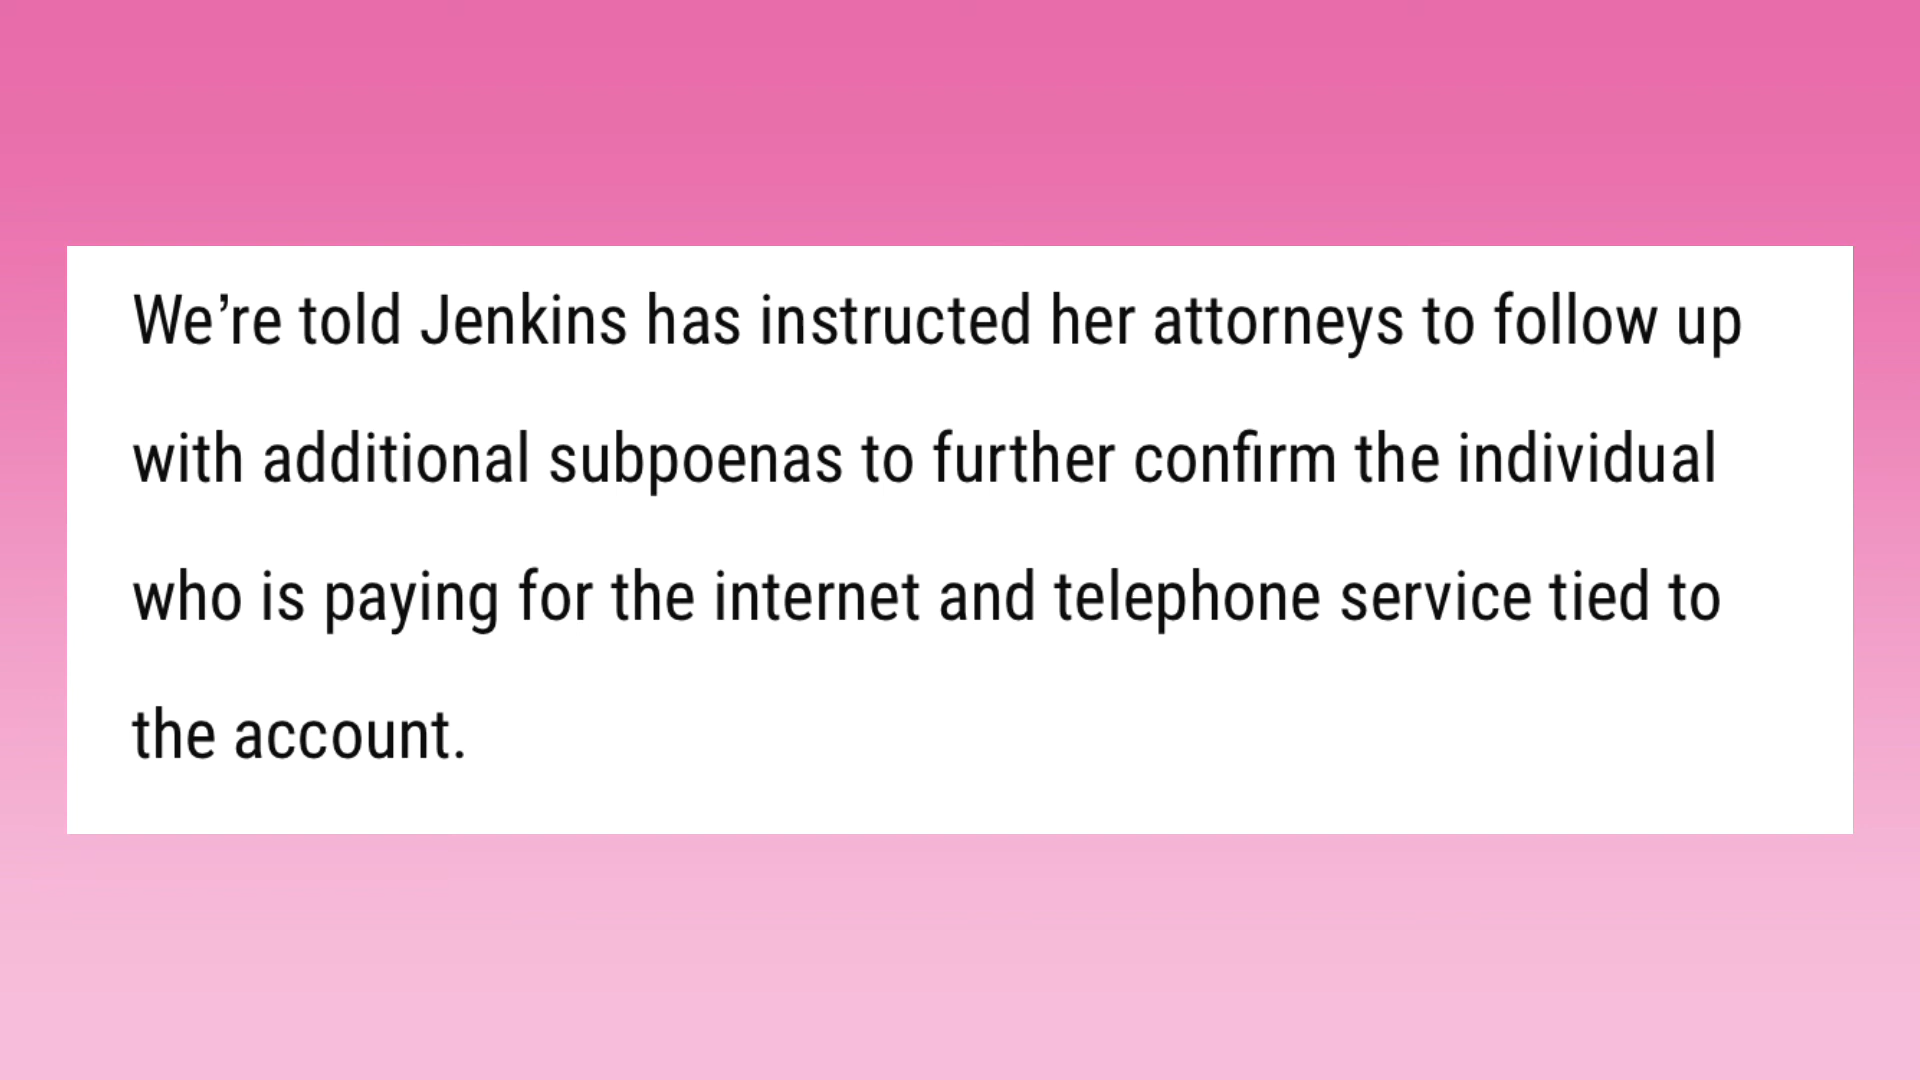 We’re told Jenkins has instructed her attorneys to follow up
with additional subpoenas to further confirm the individual
who is paying for the internet and telephone service tied to
the account.